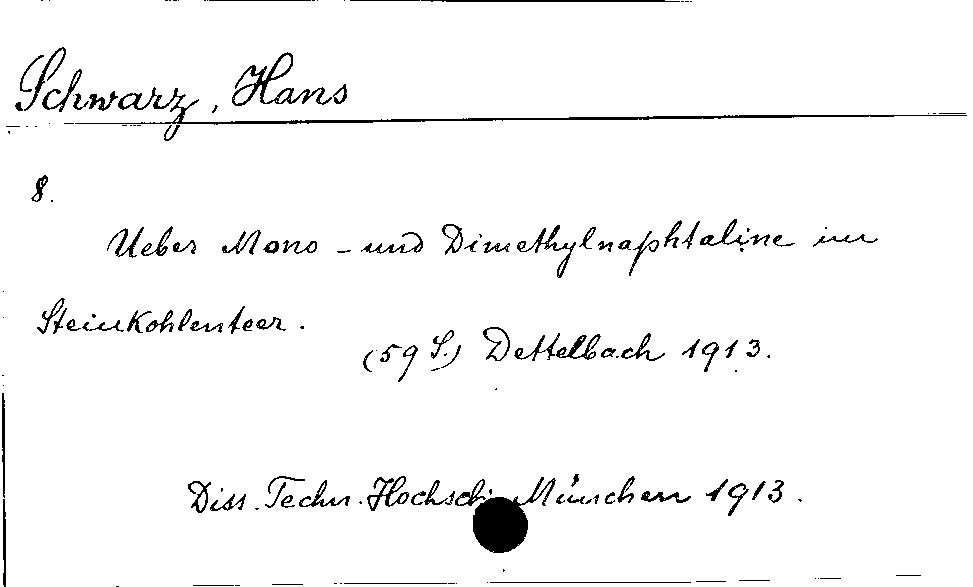 Schwarz, Hans
8.
Ueber Mono- und Dimethylnaphtaline im
Steinkohlenteer.
(59 S.) Dettelbach 1913.
Diss. Techn. Hochsch. München 1913.